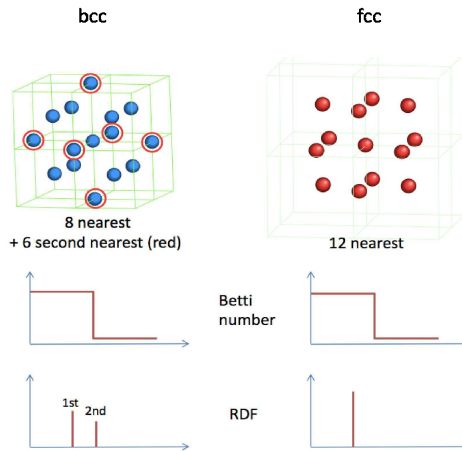 bcc
fcc
8 nearest
+ 6 second nearest (red)
12 nearest
Betti
number
1st
2nd
RDF